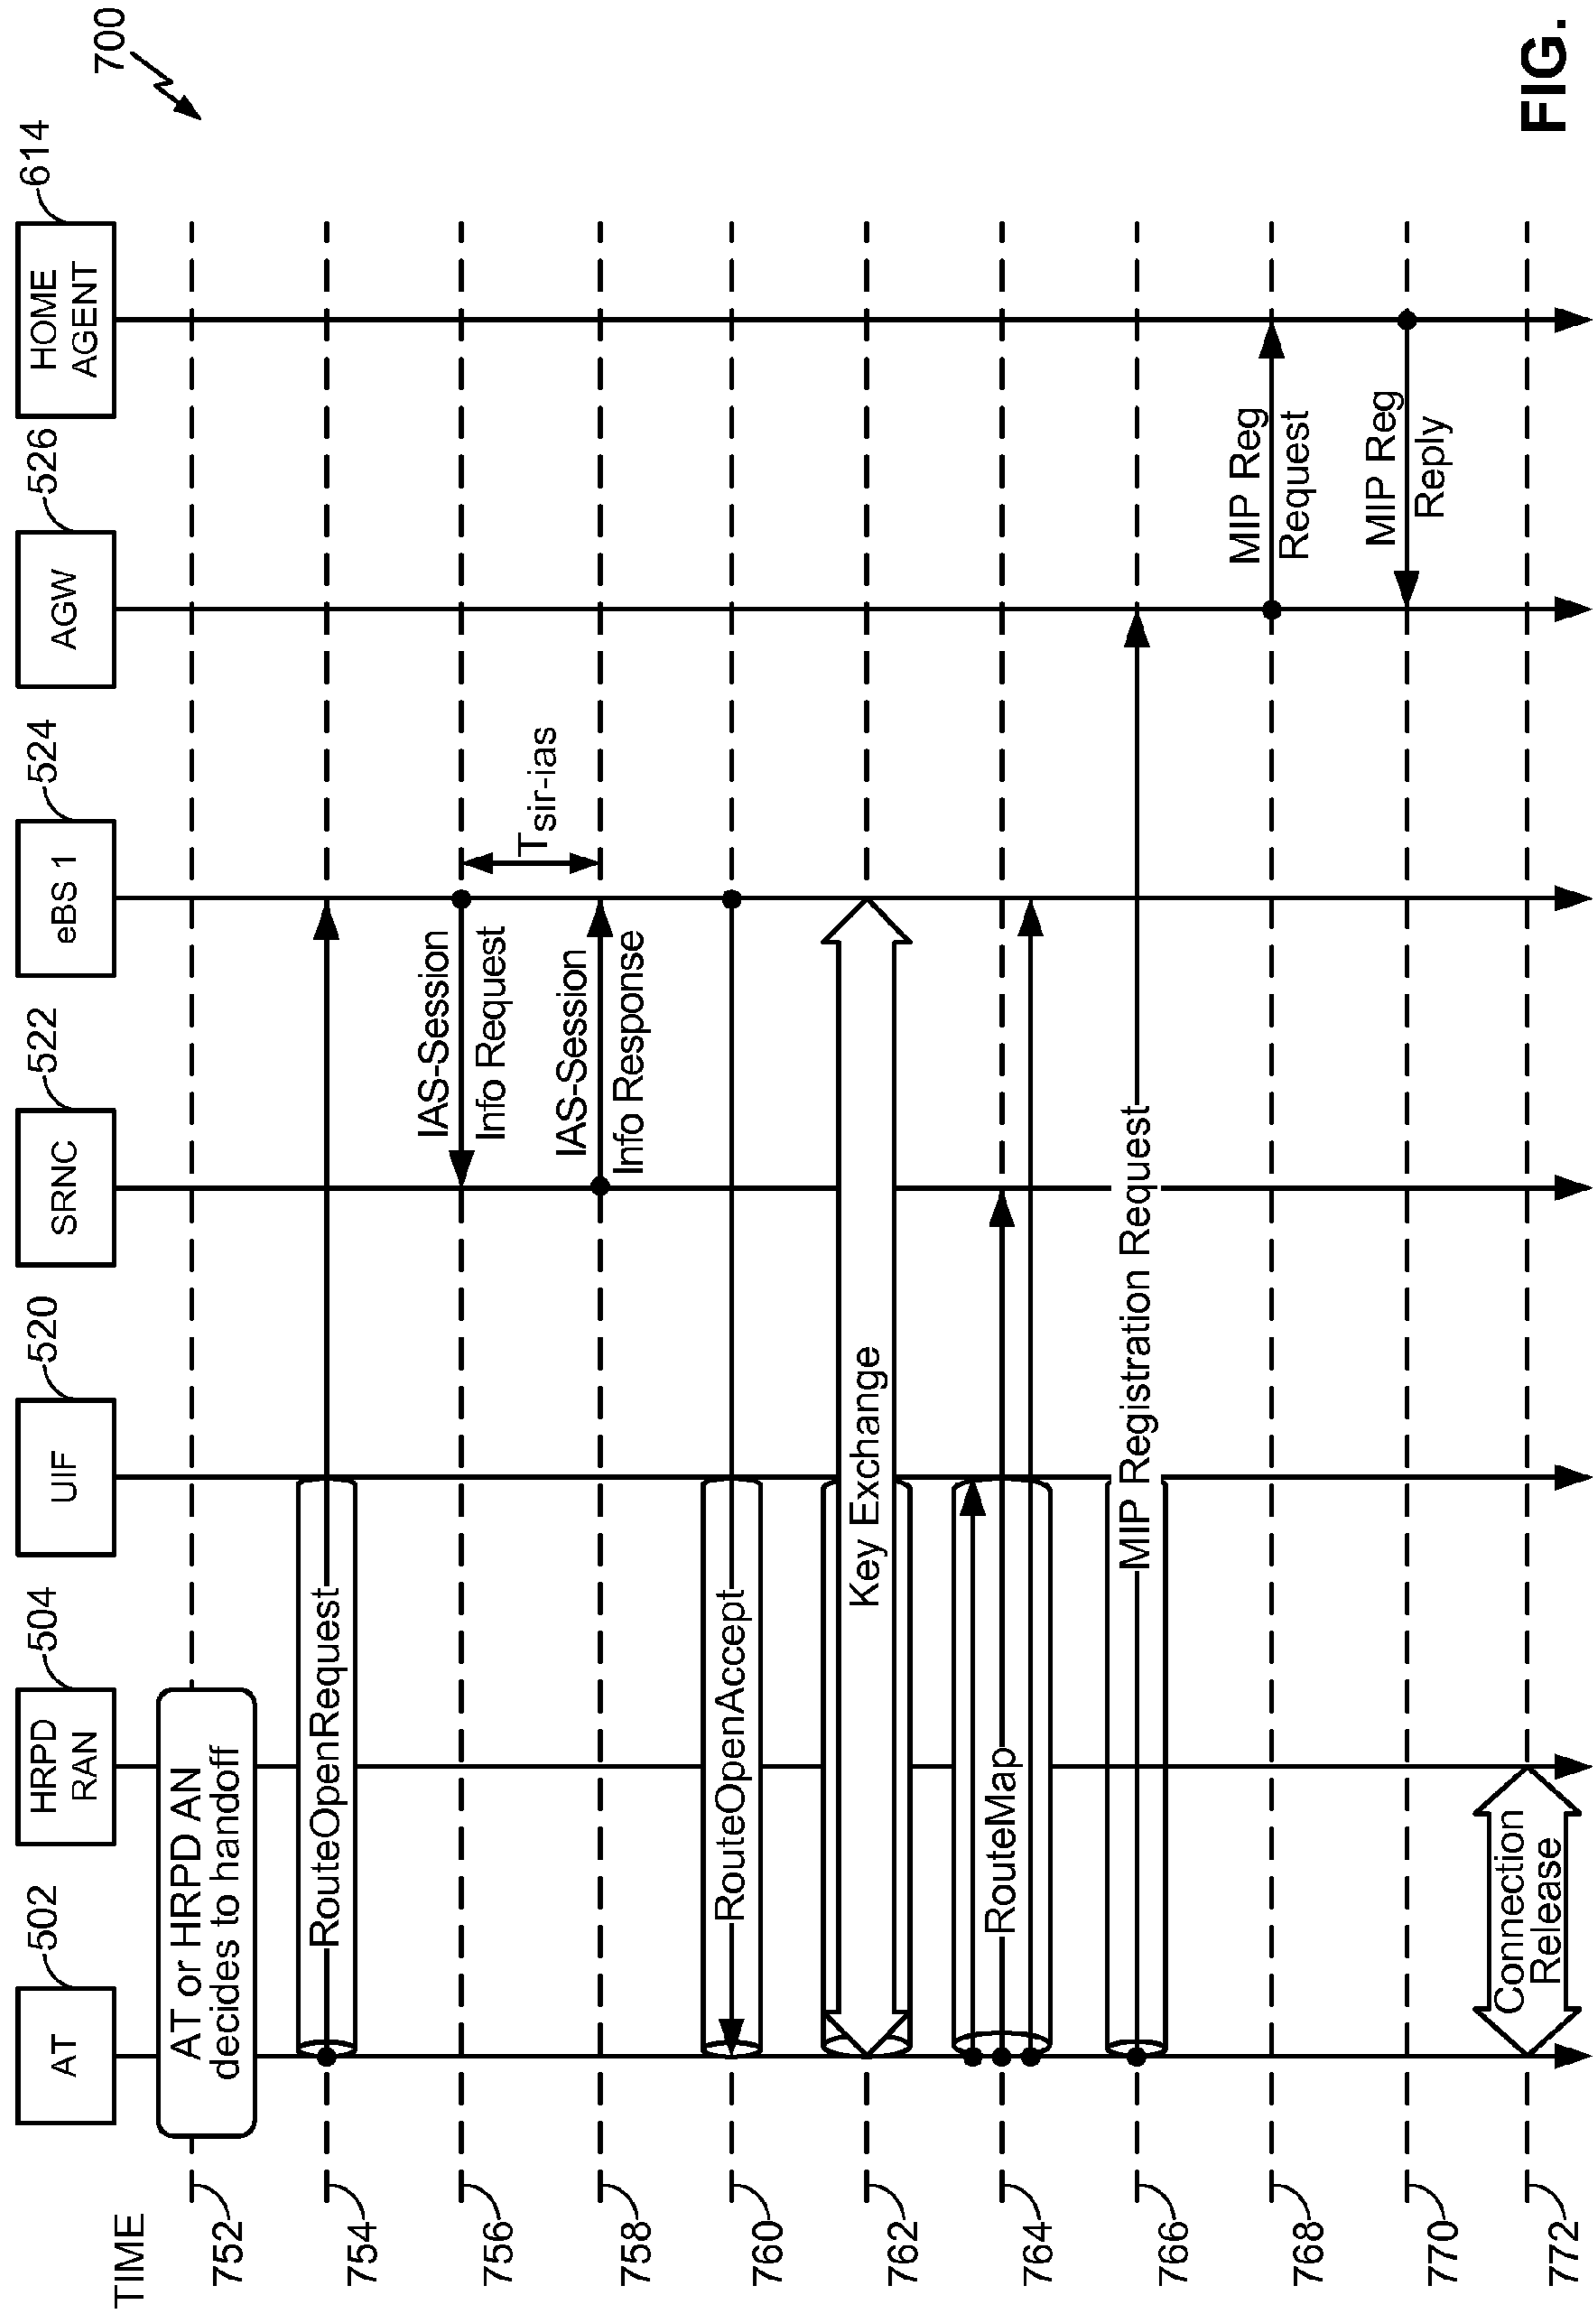 700
AT
502
HRPD
RAN
504
UIF
520
SRNC
522
eBS 1
524
AGW
526
HOME
AGENT
614
TIME
752
AT or HRPD AN
decides to handoff
754
RouteOpenRequest
756
IAS-Session
Info Request
Tsir-ias
758
IAS-Session
Info Response
760
RouteOpenAccept
762
Key Exchange
764
RouteMap
766
MIP Registration Request
768
MIP Reg
Request
770
MIP Reg
Reply
772
Connection
Release
FIG.